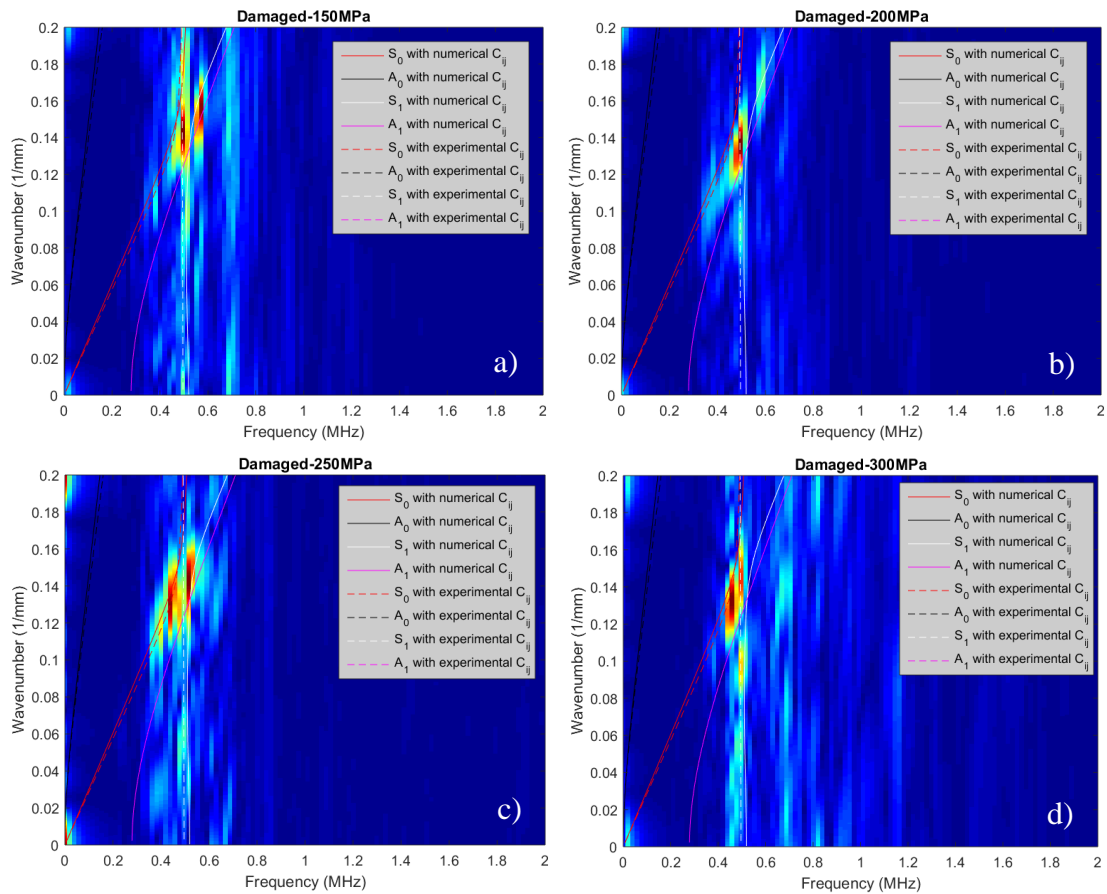 Damaged-150MPa
0.2
0.18
0.16
0.14
0.12
0.1
0.08
0.06
0.04
0.02
0
Wavenumber (1/mm)
S0 with numerical Cij
A0 with numerical Cij
S1 with numerical Cij
A1 with numerical Cij
S0 with experimental Cij
A0 with experimental Cij
S1 with experimental Cij
A1 with experimental Cij
a)
0 0.2 0.4 0.6 0.8 1 1.2 1.4 1.6 1.8 2
Frequency (MHz)
Damaged-200MPa
0.2
0.18
0.16
0.14
0.12
0.1
0.08
0.06
0.04
0.02
0
Wavenumber (1/mm)
S0 with numerical Cij
A0 with numerical Cij
S1 with numerical Cij
A1 with numerical Cij
S0 with experimental Cij
A0 with experimental Cij
S1 with experimental Cij
A1 with experimental Cij
b)
0 0.2 0.4 0.6 0.8 1 1.2 1.4 1.6 1.8 2
Frequency (MHz)
Damaged-250MPa
0.2
0.18
0.16
0.14
0.12
0.1
0.08
0.06
0.04
0.02
0
Wavenumber (1/mm)
S0 with numerical Cij
A0 with numerical Cij
S1 with numerical Cij
A1 with numerical Cij
S0 with experimental Cij
A0 with experimental Cij
S1 with experimental Cij
A1 with experimental Cij
c)
0 0.2 0.4 0.6 0.8 1 1.2 1.4 1.6 1.8 2
Frequency (MHz)
Damaged-300MPa
0.2
0.18
0.16
0.14
0.12
0.1
0.08
0.06
0.04
0.02
0
Wavenumber (1/mm)
S0 with numerical Cij
A0 with numerical Cij
S1 with numerical Cij
A1 with numerical Cij
S0 with experimental Cij
A0 with experimental Cij
S1 with experimental Cij
A1 with experimental Cij
d)
0 0.2 0.4 0.6 0.8 1 1.2 1.4 1.6 1.8 2
Frequency (MHz)